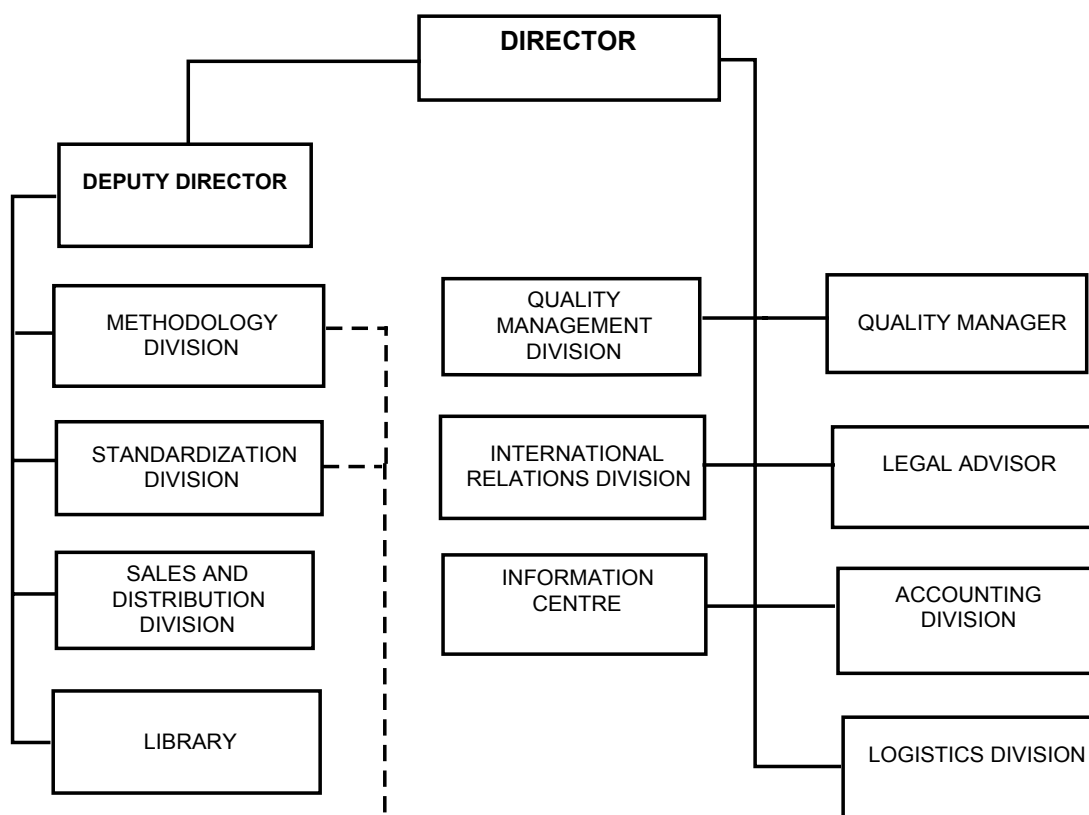 DIRECTOR
DEPUTY DIRECTOR
METHODOLOGY
DIVISION
STANDARDIZATION
DIVISION
SALES AND
DISTRIBUTION
DIVISION
LIBRARY
QUALITY
MANAGEMENT
DIVISION
INTERNATIONAL
RELATIONS DIVISION
INFORMATION
CENTRE
QUALITY MANAGER
LEGAL ADVISOR
ACCOUNTING
DIVISION
LOGISTICS DIVISION